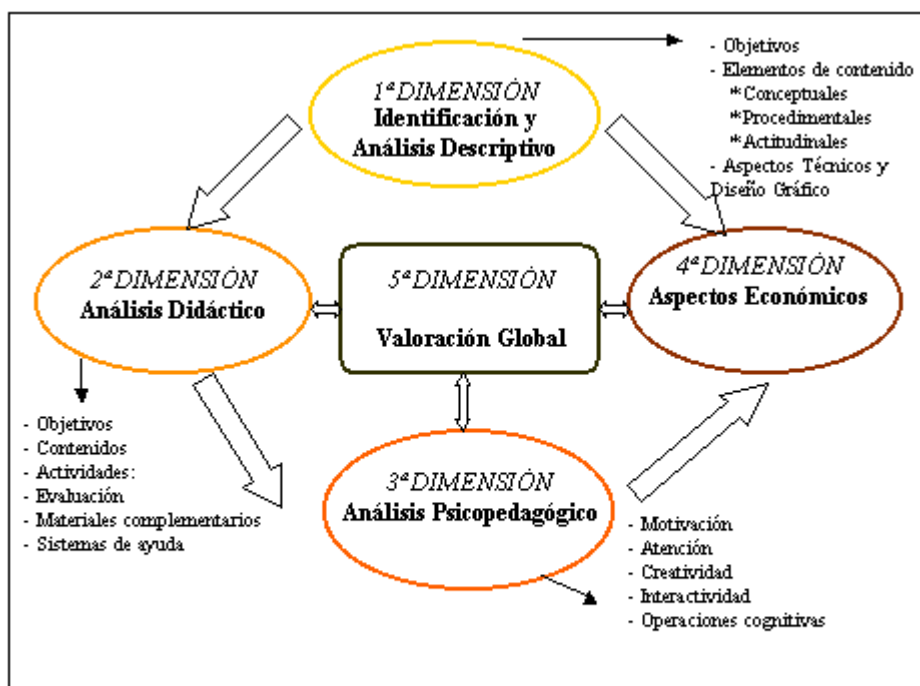 1ª DIMENSIÓN
Identificación y
Análisis Descriptivo
- Objetivos
- Elementos de contenido
*Conceptuales
*Procedimentales
*Actitudinales
- Aspectos Técnicos y
Diseño Gráfico
2ª DIMENSIÓN
Análisis Didáctico
5ª DIMENSIÓN
Valoración Global
4ª DIMENSIÓN
Aspectos Económicos
- Objetivos
- Contenidos
- Actividades:
- Evaluación
- Materiales complementarios
- Sistemas de ayuda
3ª DIMENSIÓN
Análisis Psicopedagógico
- Motivación
- Atención
- Creatividad
- Interactividad
- Operaciones cognitivas